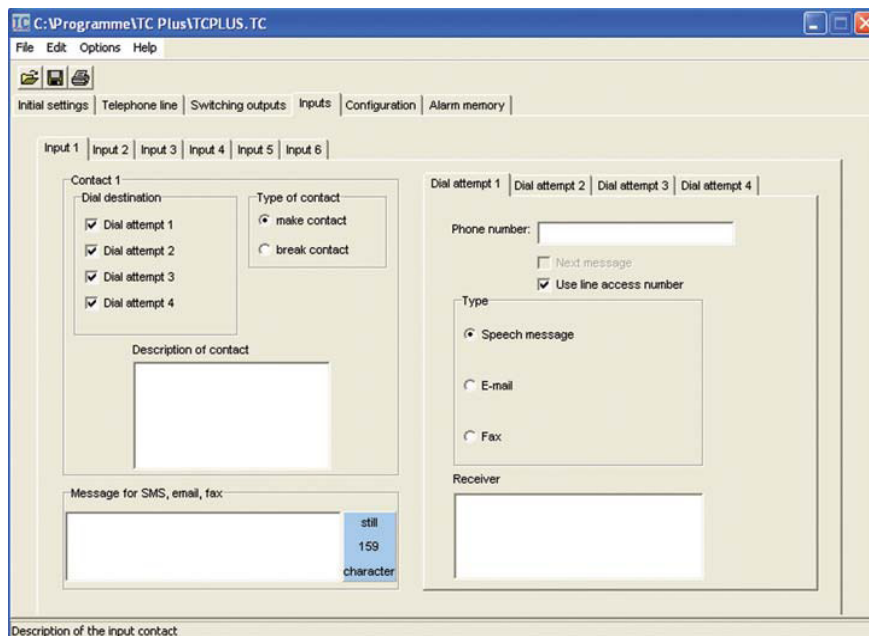 TC C:\Programme\TC Plus\TCPLUS.TC
File Edit Options Help
Initial settings Telephone line Switching outputs Inputs Configuration Alarm memory
Input 1 Input 2 Input 3 Input 4 Input 5 Input 6
Contact 1
Dial destination
Dial attempt 1
Dial attempt 2
Dial attempt 3
Dial attempt 4
Type of contact
make contact
break contact
Description of contact
Message for SMS, email, fax
still
159
character
Dial attempt 1 Dial attempt 2 Dial attempt 3 Dial attempt 4
Phone number:
Next message
Use line access number
Type
Speech message
E-mail
Fax
Receiver
Description of the input contact